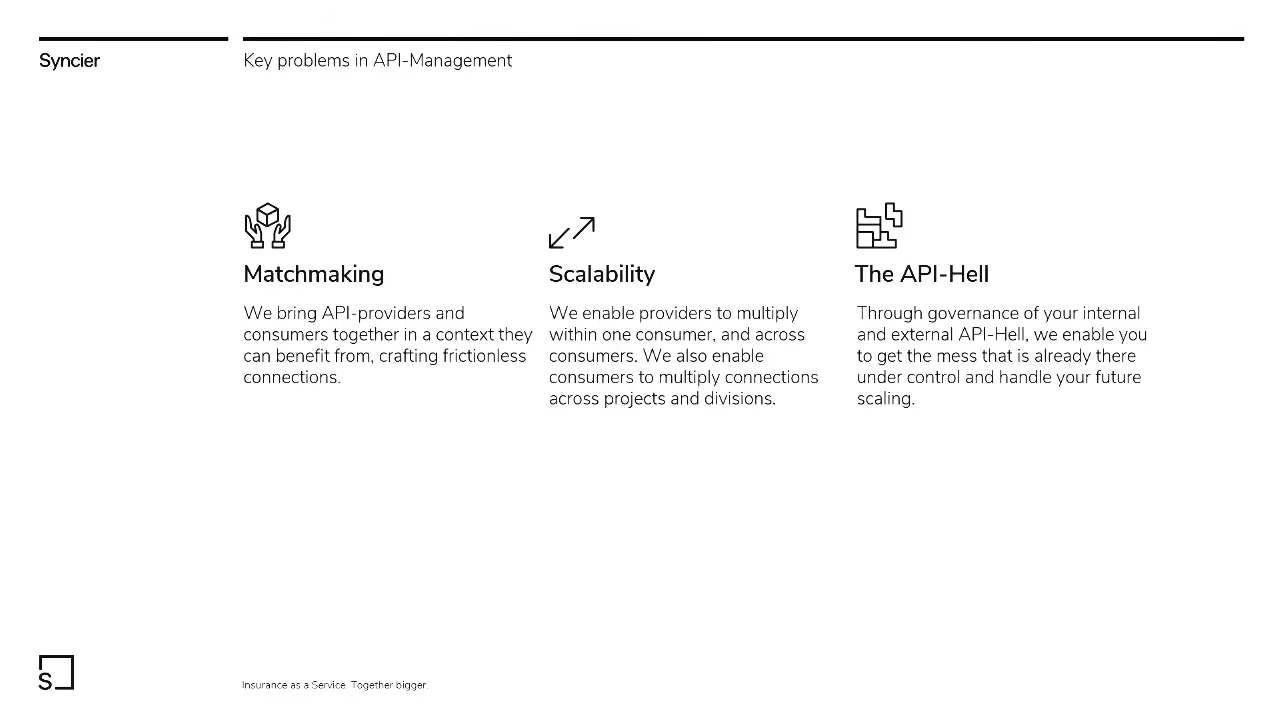 Syncier
Key problems in API-Management
Matchmaking
We bring API-providers and
consumers together in a context they
can benefit from, crafting frictionless
connections.
Scalability
We enable providers to multiply
within one consumer, and across
consumers. We also enable
consumers to multiply connections
across projects and divisions.
The API-Hell
Through governance of your internal
and external API-Hell, we enable you
to get the mess that is already there
under control and handle your future
scaling.
S
Insurance as a Service. Together bigger.